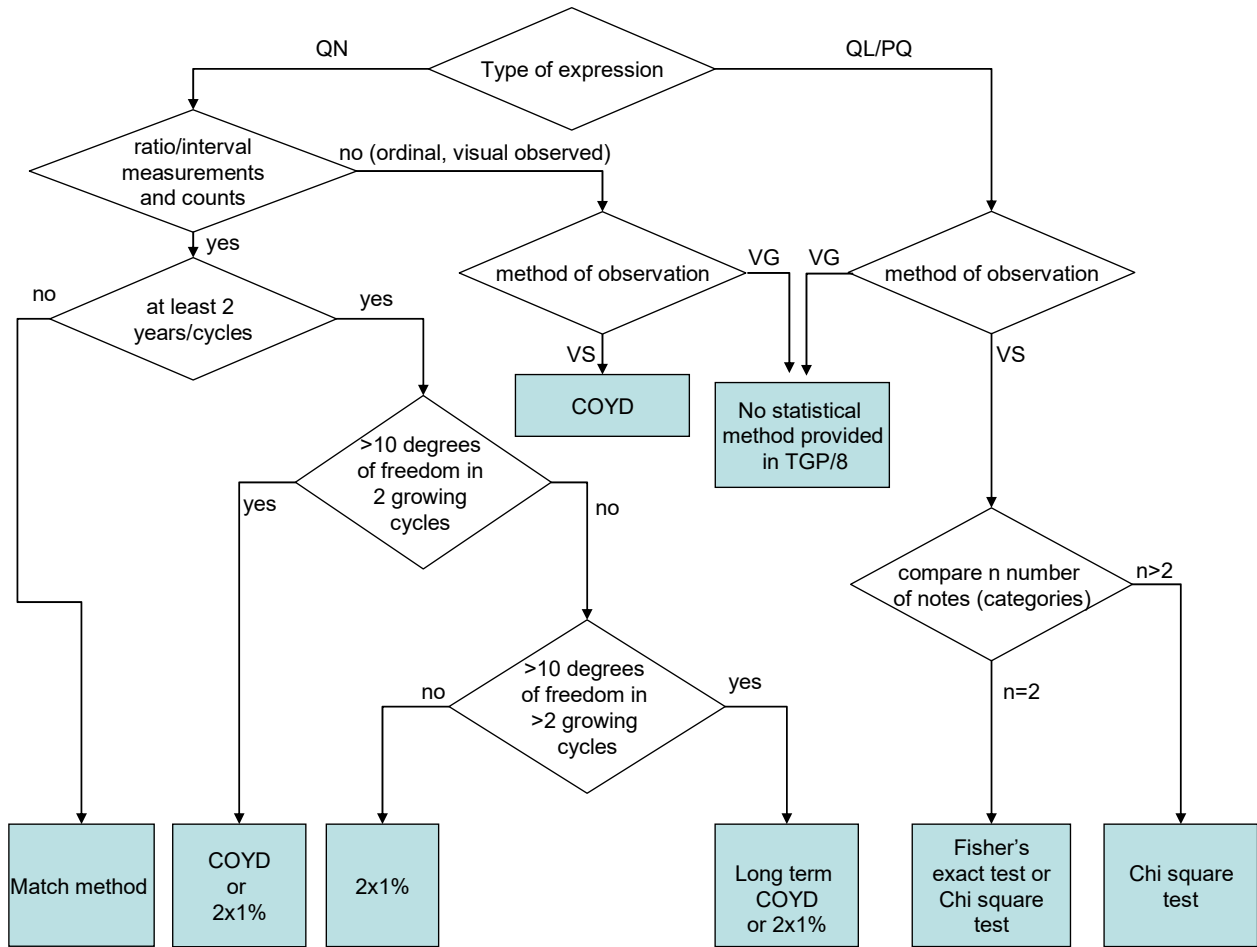 QN
Type of expression
QL/PQ
ratio/interval
measurements
and counts
no (ordinal, visual observed)
yes
method of observation
VG
VG
method of observation
no
at least 2
years/cycles
yes
VS
VS
COYD
No statistical
method provided
in TGP/8
>10 degrees
of freedom in
2 growing
cycles
yes
no
compare n number
of notes (categories)
n>2
>10 degrees
of freedom in
>2 growing
cycles
no
yes
n=2
Match method
COYD
or
2x1%
2x1%
Long term
COYD
or 2x1%
Fisher’s
exact test or
Chi square
test
Chi square
test